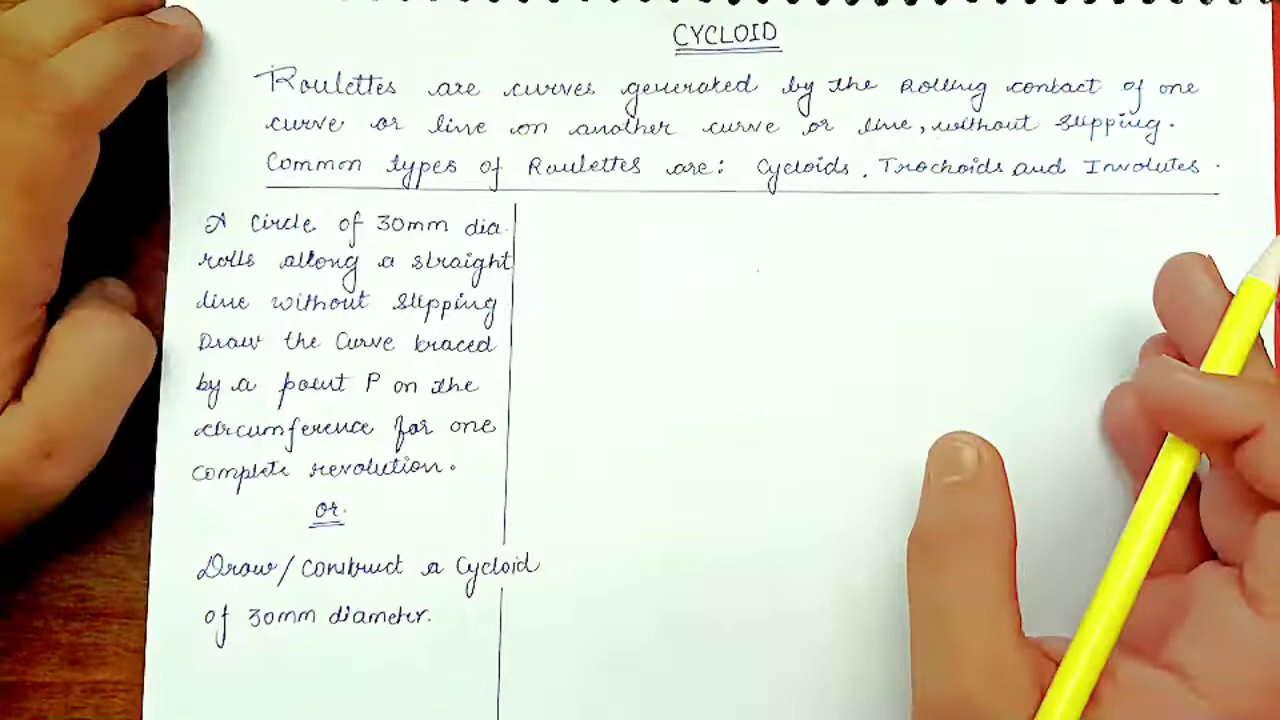 CYCLOID
Roulettes are curves generated by the Rolling contact of one
curve or line on another curve or line, without slipping.
Common types of Roulettes are: Cycloids, Trochoids and Involutes.
A Circle of 30mm dia.
rolls allong a straight
line without slipping
Draw the Curve traced
by a point P on the
circumference for one
complete revolution.
or.
Draw/construct a Cycloid
of 30mm diameter.